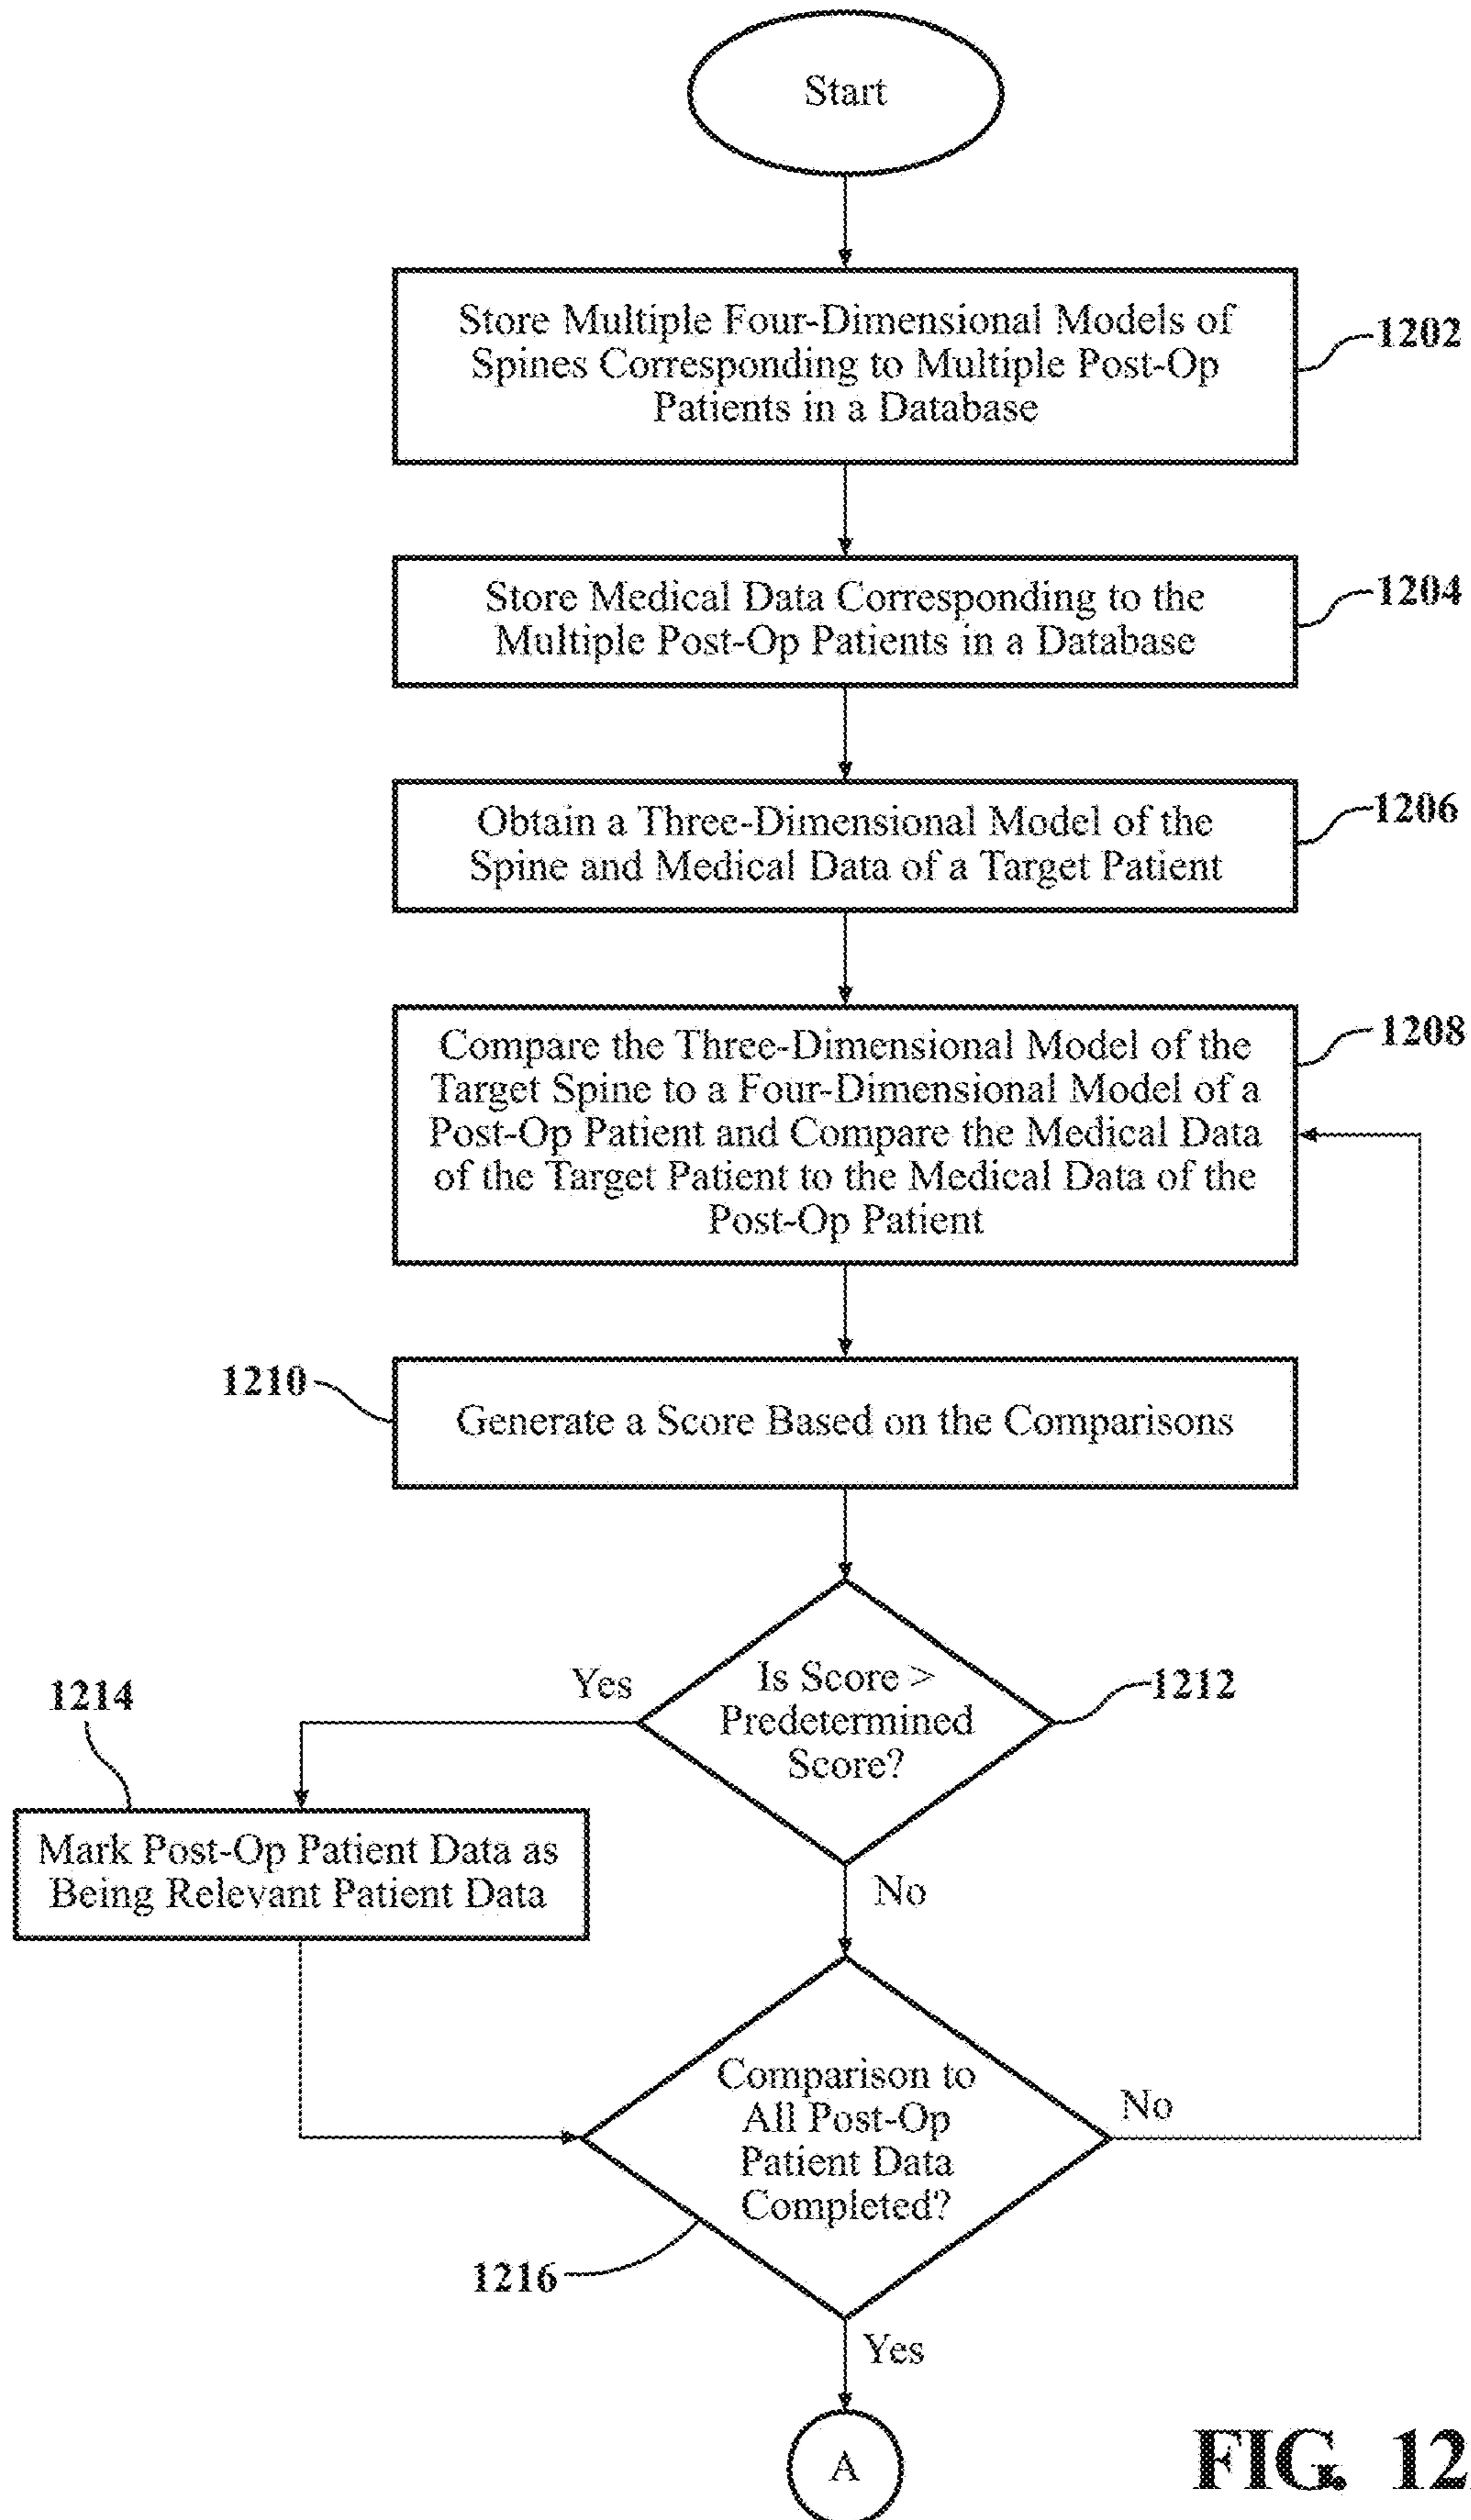 Start
Store Multiple Four-Dimensional Models of
Spines Corresponding to Multiple Post-Op
Patients in a Database
1202
Store Medical Data Corresponding to the
Multiple Post-Op Patients in a Database
1204
Obtain a Three-Dimensional Model of the
Spine and Medical Data of a Target Patient
1206
Compare the Three-Dimensional Model of the
Target Spine to a Four-Dimensional Model of a
Post-Op Patient and Compare the Medical Data
of the Target Patient to the Medical Data of the
Post-Op Patient
1208
1210
Generate a Score Based on the Comparisons
Is Score >
Predetermined
Score?
1212
Yes
No
1214
Mark Post-Op Patient Data as
Being Relevant Patient Data
Comparison to
All Post-Op
Patient Data
Completed?
No
1216
Yes
A
FIG. 12